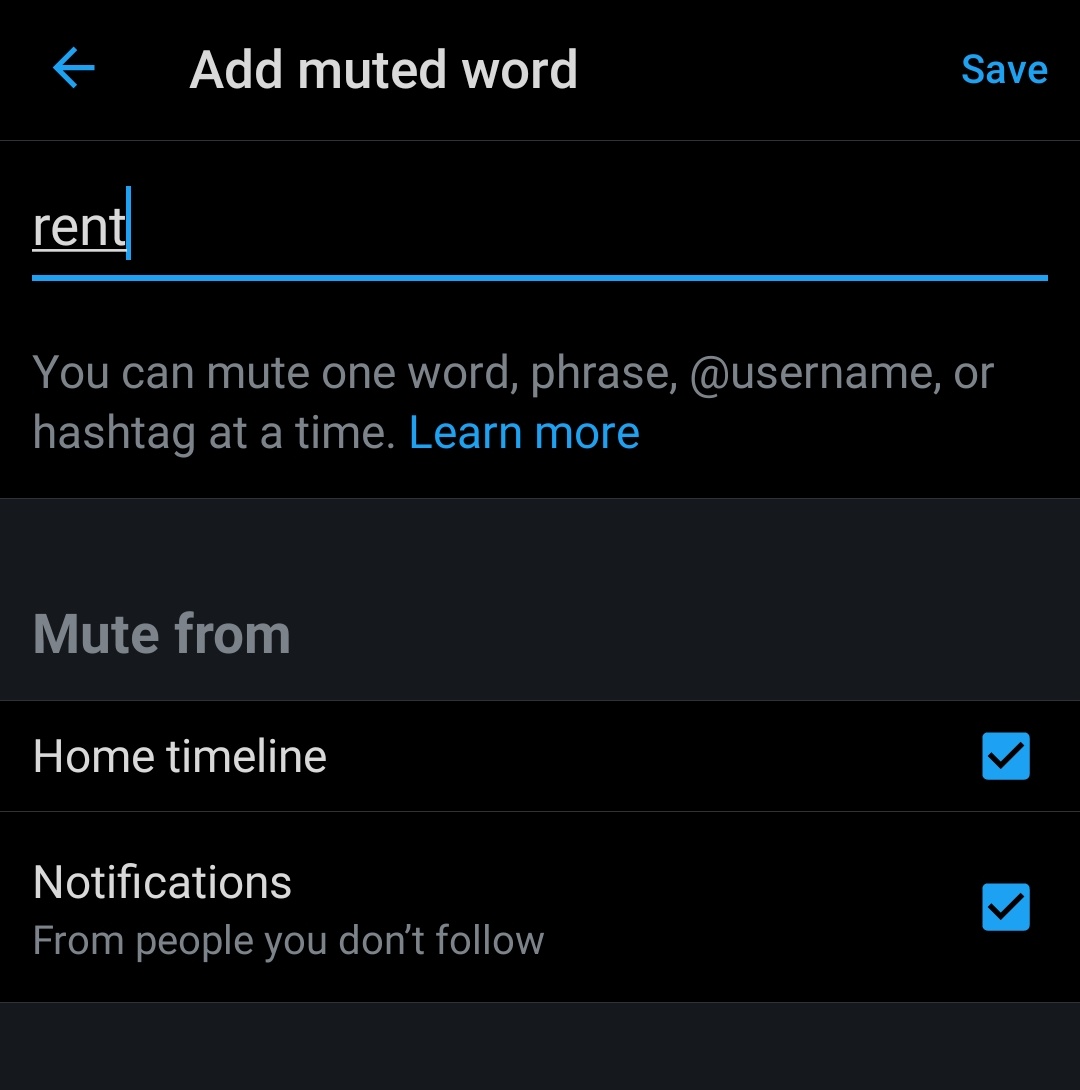 Add muted word
Save
rent
You can mute one word, phrase, @username, or
hashtag at a time. Learn more
Mute from
Home timeline
Notifications
From people you don’t follow